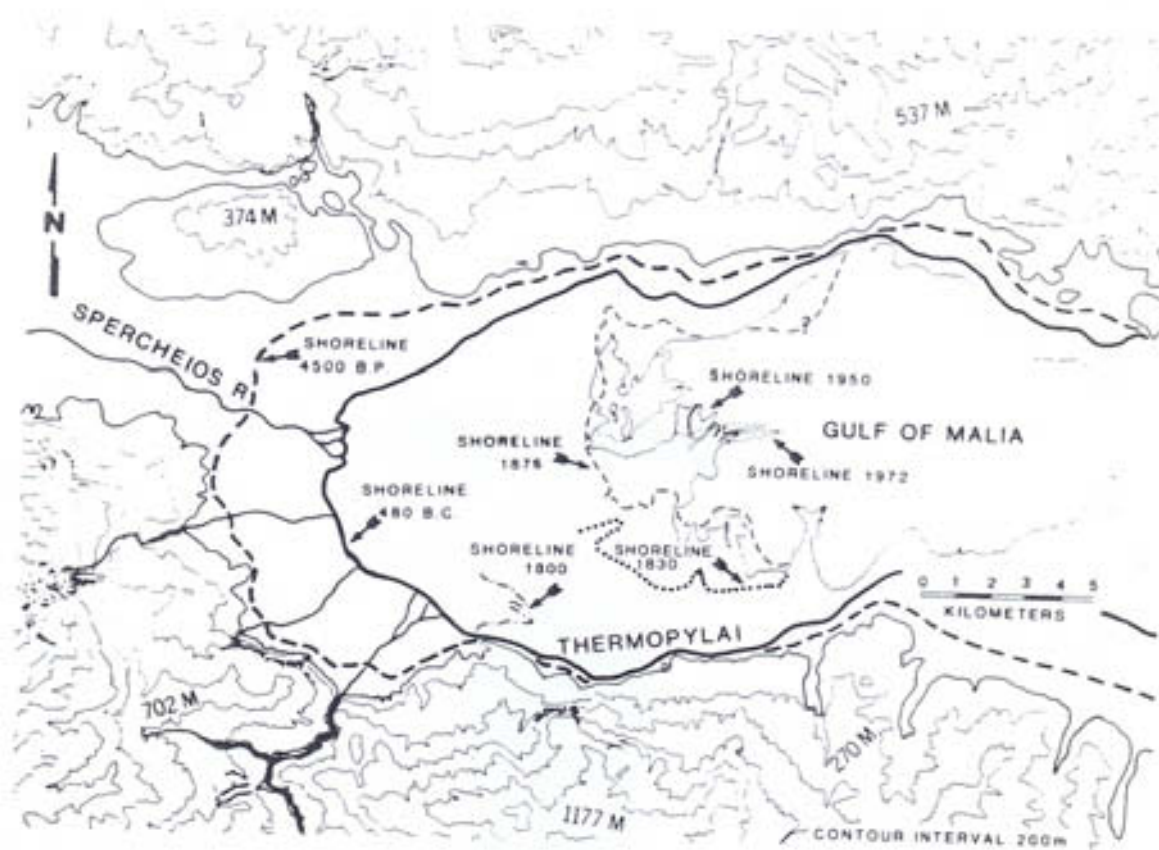 537 M
374 M
N
SPERCHEIOS R.
SHORELINE
4500 B.P.
SHORELINE 1950
GULF OF MALIA
SHORELINE
1876
SHORELINE 1972
SHORELINE
480 B.C.
SHORELINE
1800
SHORELINE
1830
?
0 1 2 3 4 5
KILOMETERS
THERMOPYLAI
702 M
270 M
1177 M
CONTOUR INTERVAL 200m